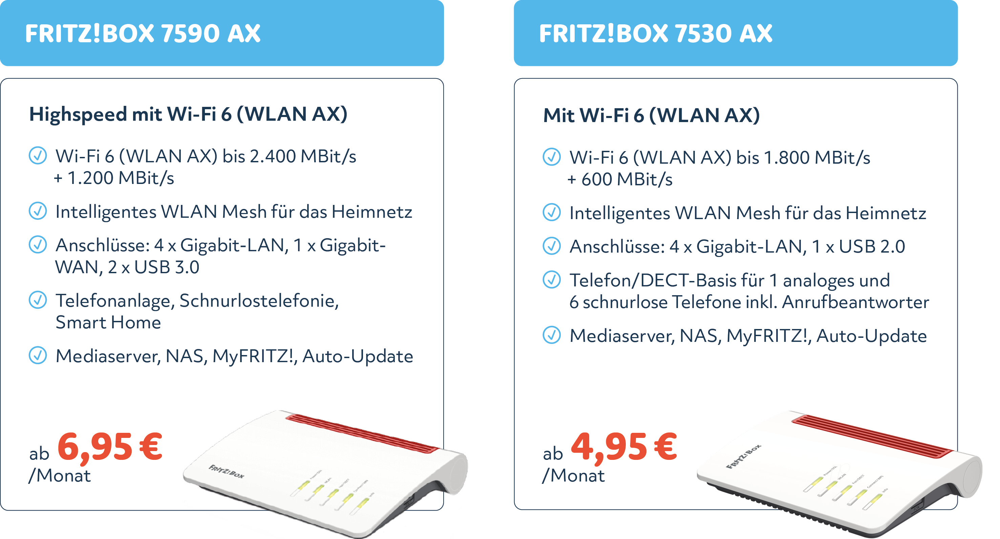 FRITZ!BOX 7590 AX
Highspeed mit Wi-Fi 6 (WLAN AX)
Wi-Fi 6 (WLAN AX) bis 2.400 MBit/s
+ 1.200 MBit/s
Intelligentes WLAN Mesh für das Heimnetz
Anschlüsse: 4 x Gigabit-LAN, 1 x Gigabit-
WAN, 2 x USB 3.0
Telefonanlage, Schnurlostelefonie,
Smart Home
Mediaserver, NAS, MyFRITZ!, Auto-Update
ab 6,95 €
/Monat
FRITZ!Box
Power/DSL
WLAN
Fon/DECT
Connect/WPS
Info
FRITZ!BOX 7530 AX
Mit Wi-Fi 6 (WLAN AX)
Wi-Fi 6 (WLAN AX) bis 1.800 MBit/s
+ 600 MBit/s
Intelligentes WLAN Mesh für das Heimnetz
Anschlüsse: 4 x Gigabit-LAN, 1 x USB 2.0
Telefon/DECT-Basis für 1 analoges und
6 schnurlose Telefone inkl. Anrufbeantworter
Mediaserver, NAS, MyFRITZ!, Auto-Update
ab 4,95 €
/Monat
FRITZ!Box
Power/DSL
WLAN
Fon/DECT
Connect/WPS
Info
FON